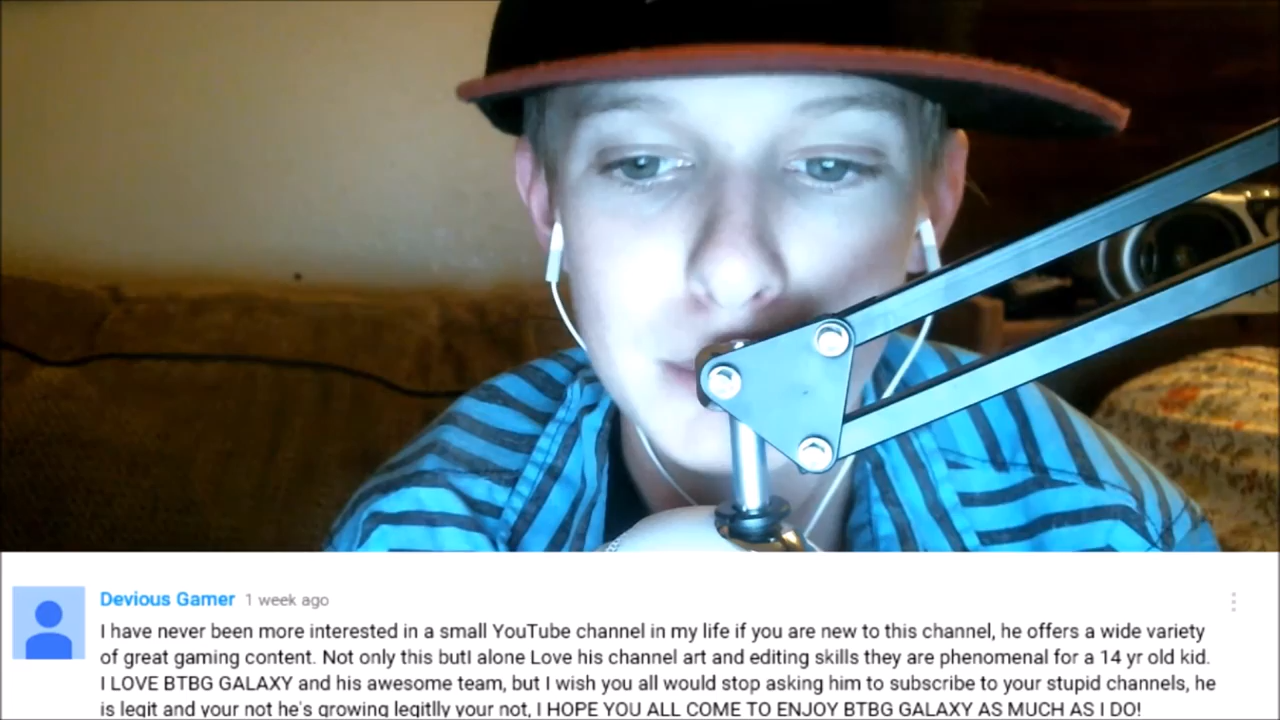 Devious Gamer 1 week ago
I have never been more interested in a small YouTube channel in my life if you are new to this channel, he offers a wide variety
of great gaming content. Not only this butI alone Love his channel art and editing skills they are phenomenal for a 14 yr old kid.
I LOVE BTBG GALAXY and his awesome team, but I wish you all would stop asking him to subscribe to your stupid channels, he
is legit and your not he's growing legitlly your not, I HOPE YOU ALL COME TO ENJOY BTBG GALAXY AS MUCH AS I DO!